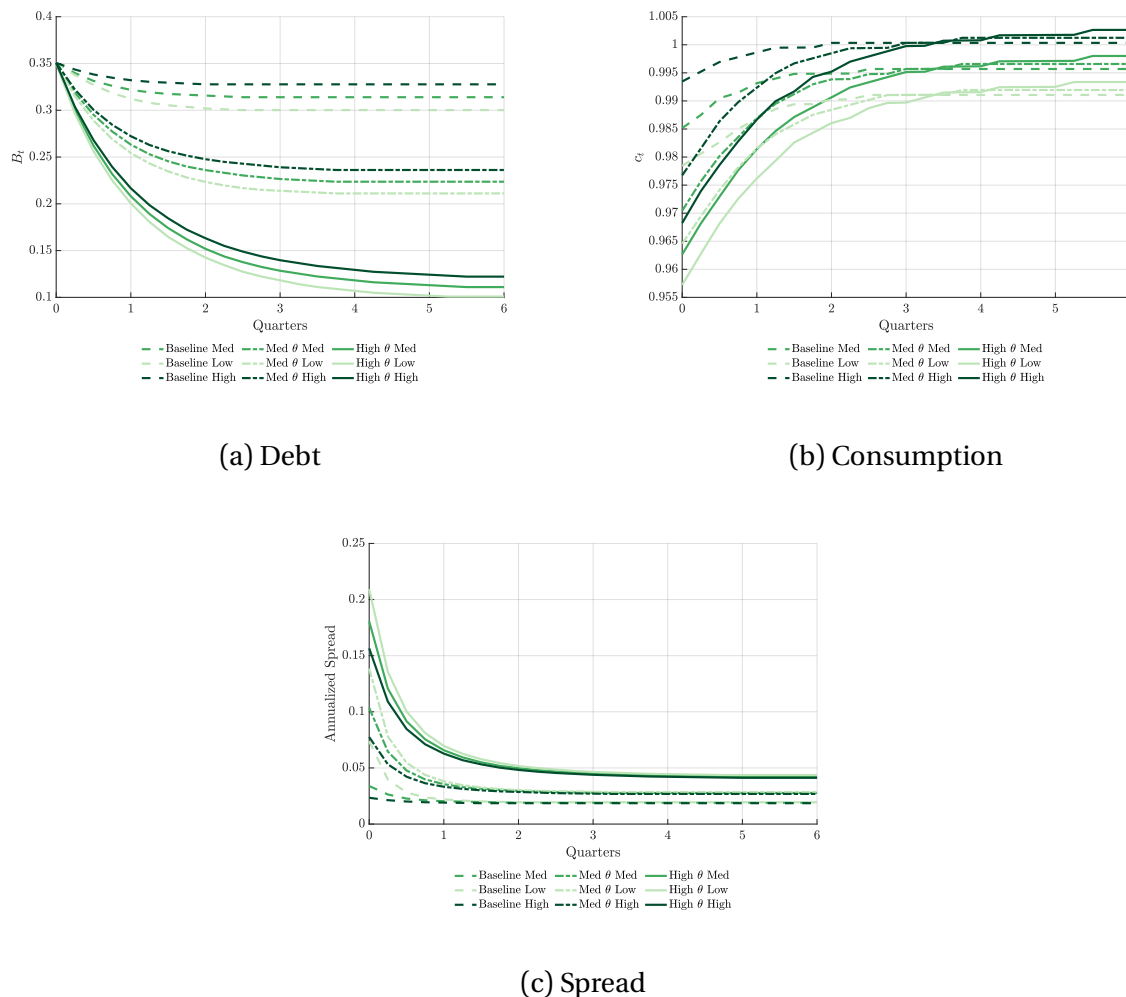 0.4
0.35
0.3
0.25
0.2
0.15
0.1
B_t
0 1 2 3 4 5 6
Quarters
Baseline Med Med θ Med High θ Med
Baseline Low Med θ Low High θ Low
Baseline High Med θ High High θ High
(a) Debt
1.005
1
0.995
0.99
0.985
0.98
0.975
0.97
0.965
0.96
0.955
c_t
0 1 2 3 4 5
Quarters
Baseline Med Med θ Med High θ Med
Baseline Low Med θ Low High θ Low
Baseline High Med θ High High θ High
(b) Consumption
0.25
0.2
0.15
0.1
0.05
0
Annualized Spread
0 1 2 3 4 5 6
Quarters
Baseline Med Med θ Med High θ Med
Baseline Low Med θ Low High θ Low
Baseline High Med θ High High θ High
(c) Spread